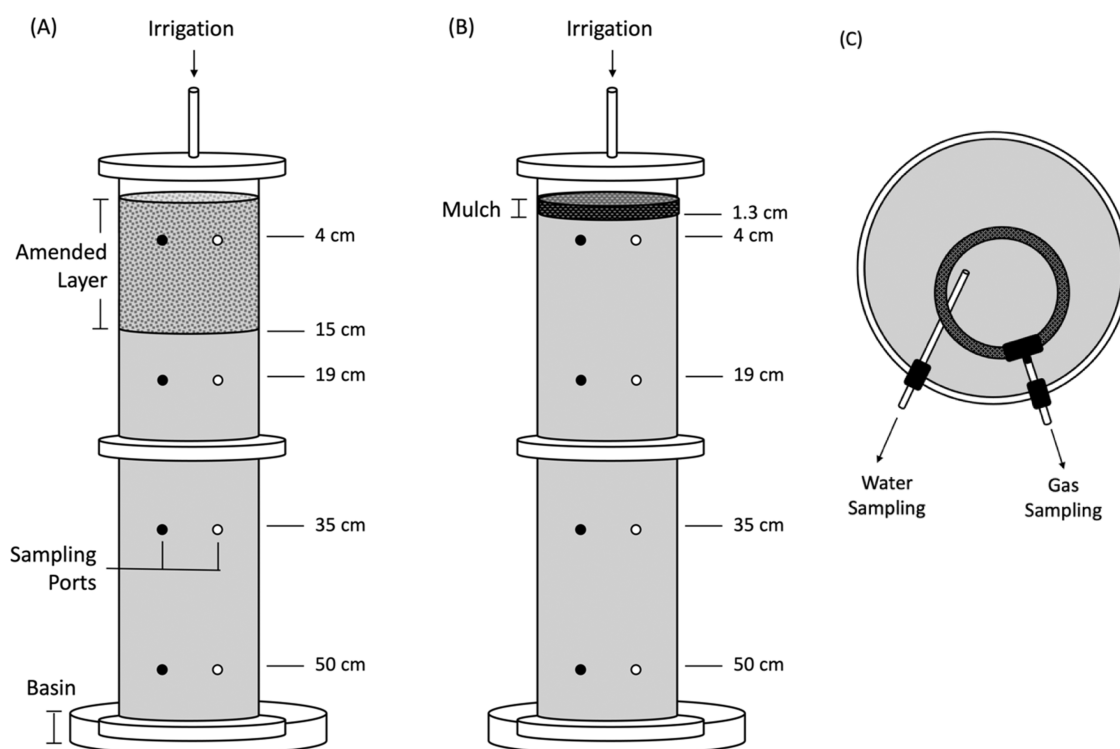 (A)
Irrigation
Amended
Layer
4 cm
15 cm
19 cm
35 cm
Sampling
Ports
50 cm
Basin
(B)
Irrigation
Mulch
1.3 cm
4 cm
19 cm
35 cm
50 cm
(C)
Water
Sampling
Gas
Sampling